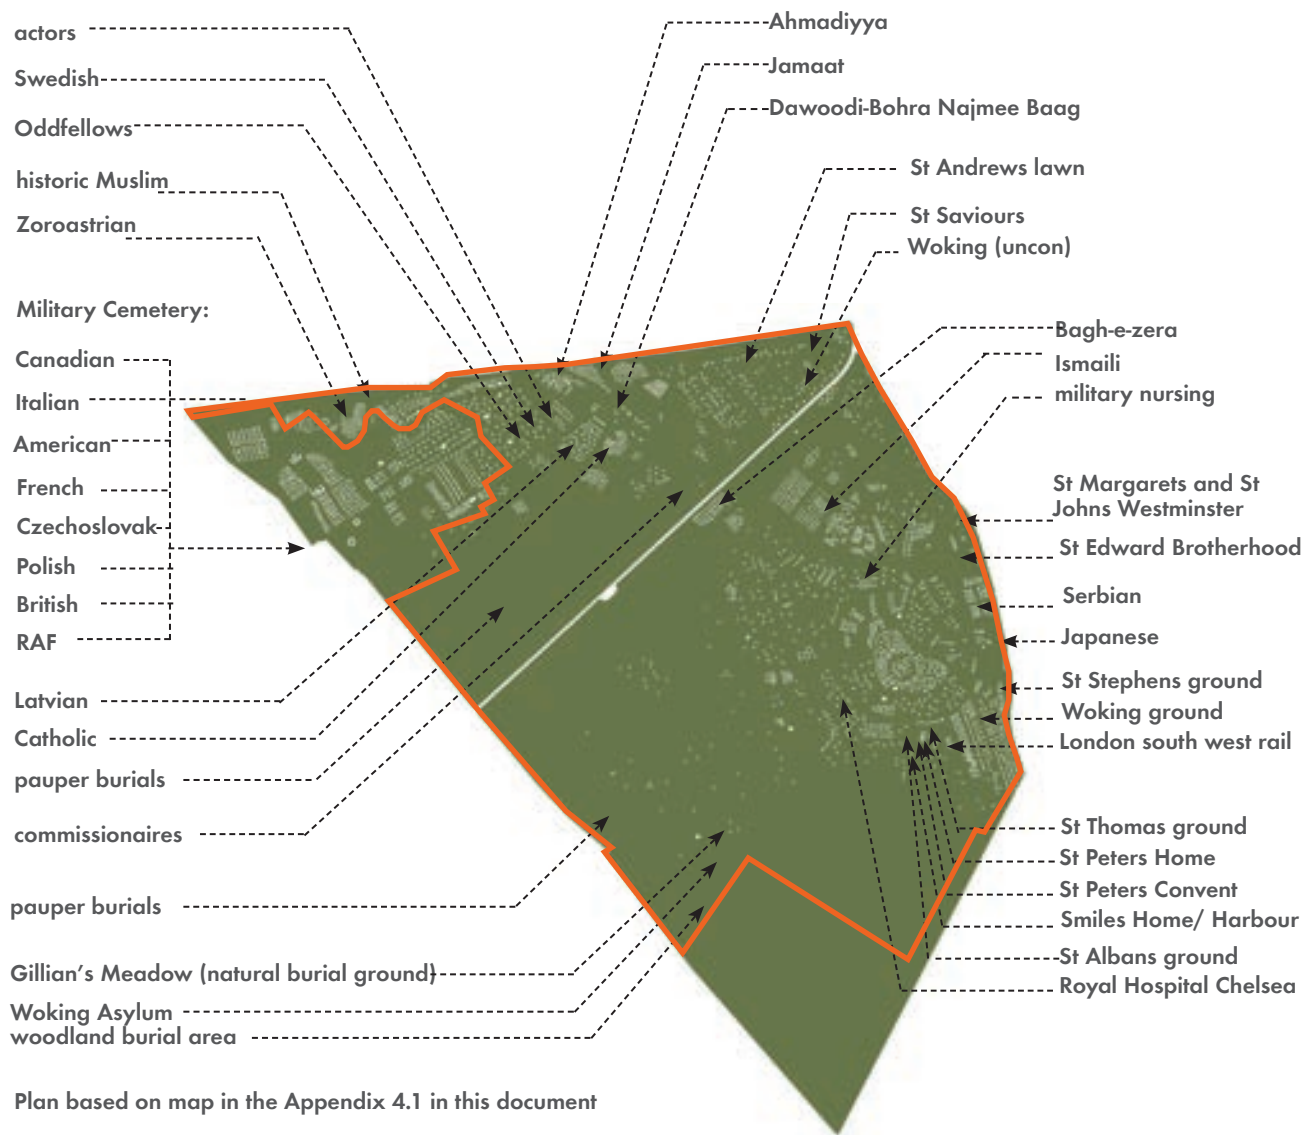 actors
Swedish
Oddfellows
historic Muslim
Zoroastrian
Military Cemetery:
Canadian
Italian
American
French
Czechoslovak
Polish
British
RAF
Latvian
Catholic
pauper burials
commissionaires
pauper burials
Gillian's Meadow (natural burial ground)
Woking Asylum
woodland burial area
Ahmadiyya
Jamaat
Dawoodi-Bohra Najmee Baag
St Andrews lawn
St Saviours
Woking (uncon)
Bagh-e-zera
Ismaili
military nursing
St Margarets and St
Johns Westminster
St Edward Brotherhood
Serbian
Japanese
St Stephens ground
Woking ground
London south west rail
St Thomas ground
St Peters Home
St Peters Convent
Smiles Home/ Harbour
St Albans ground
Royal Hospital Chelsea
Plan based on map in the Appendix 4.1 in this document